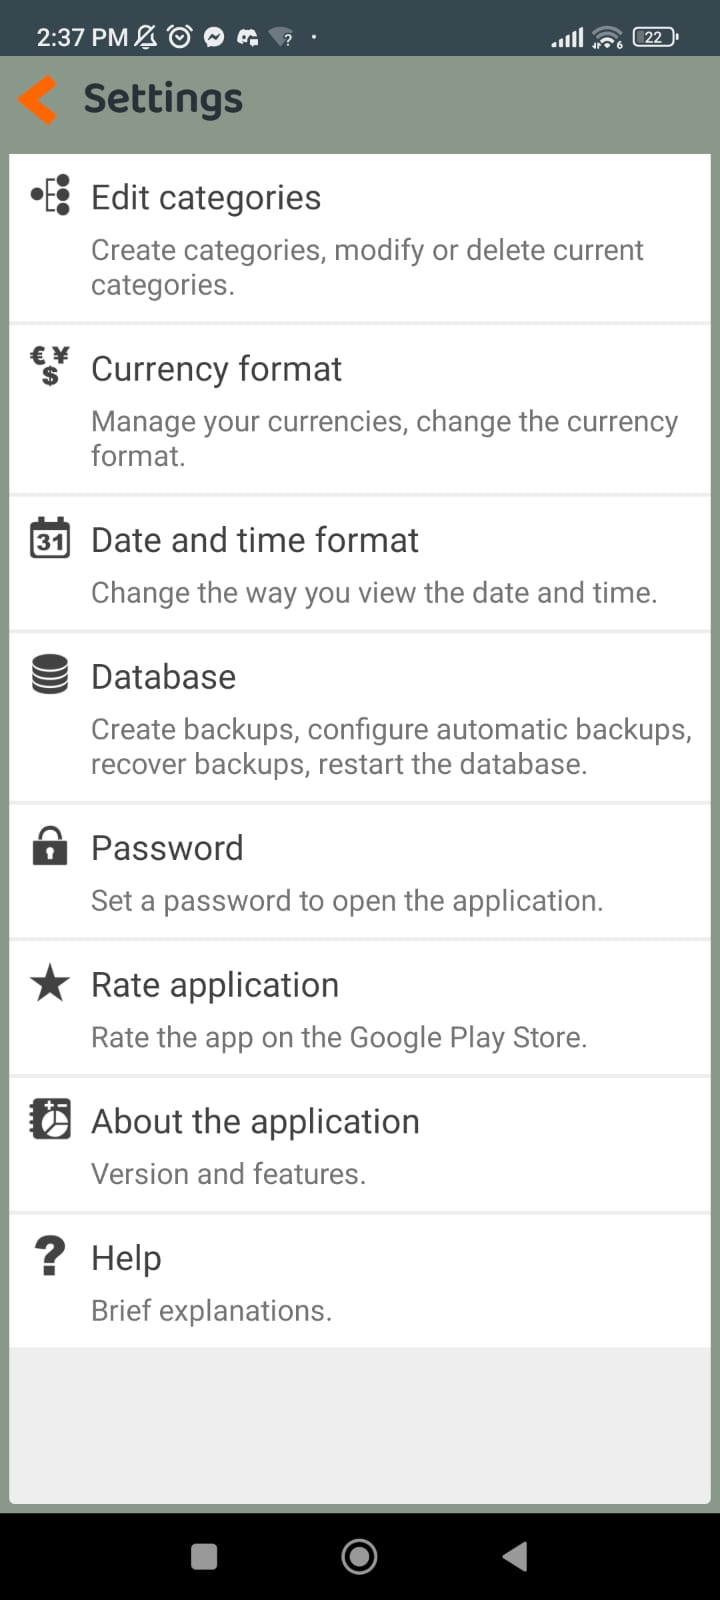 2:37 PM
22
Settings
Edit categories
Create categories, modify or delete current
categories.
Currency format
Manage your currencies, change the currency
format.
31
Date and time format
Change the way you view the date and time.
Database
Create backups, configure automatic backups,
recover backups, restart the database.
Password
Set a password to open the application.
Rate application
Rate the app on the Google Play Store.
About the application
Version and features.
Help
Brief explanations.